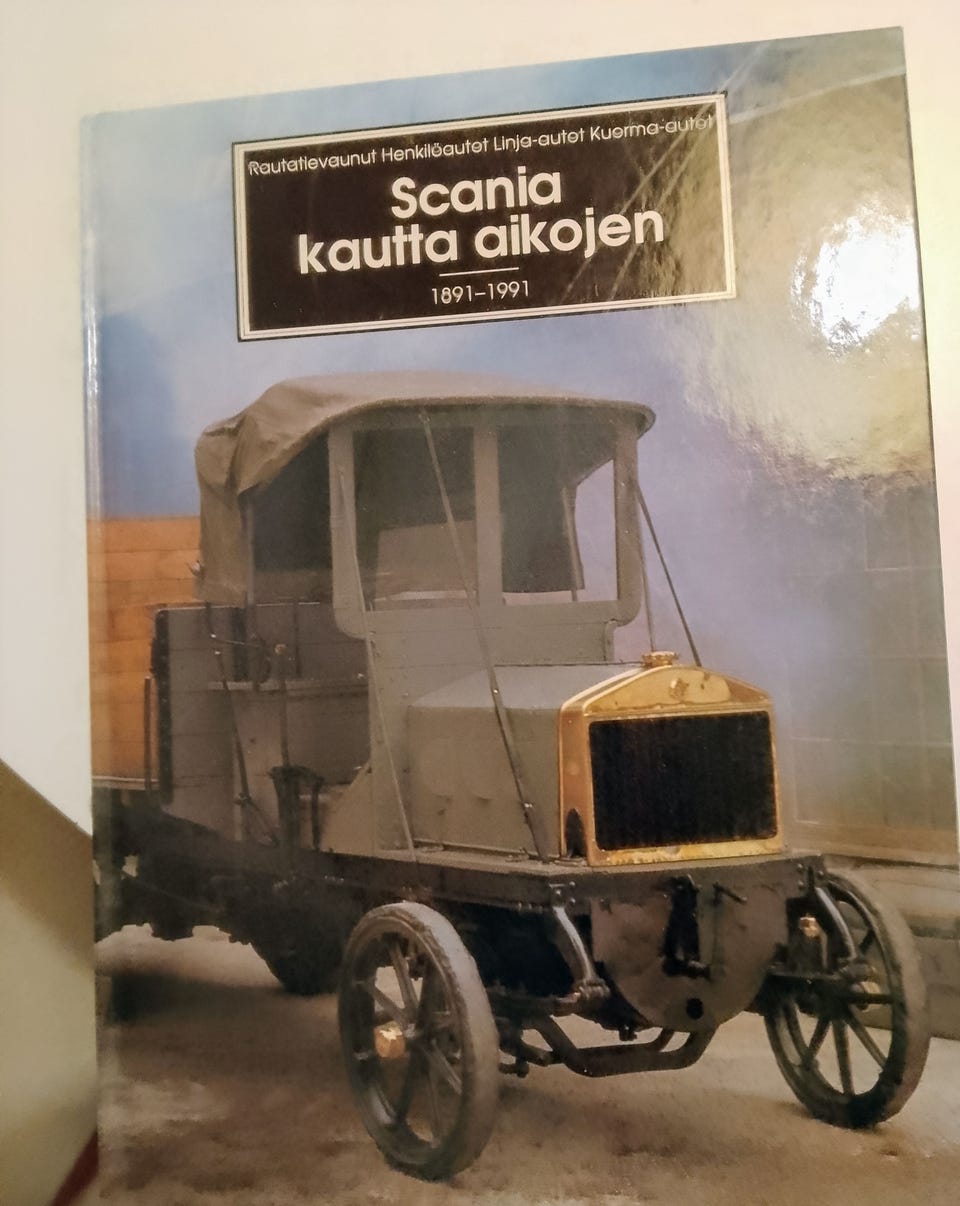 Rautatievaunut Henkilöautot Linja-autot Kuorma-autot
Scania
kautta aikojen
1891–1991